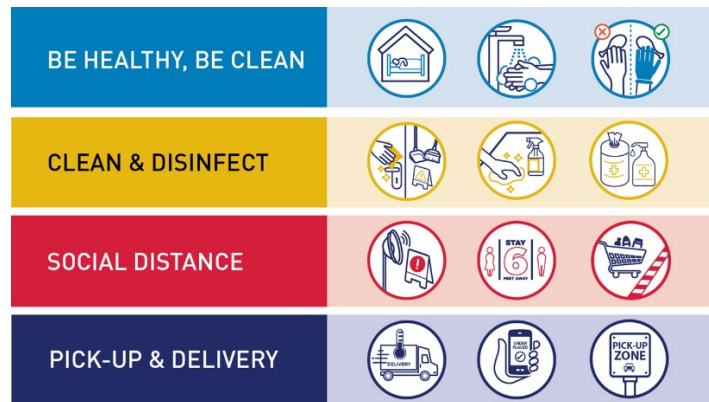 BE HEALTHY, BE CLEAN
CLEAN & DISINFECT
SOCIAL DISTANCE
STAY
6
FEET AWAY
PICK-UP & DELIVERY
DELIVERY
ORDER
PLACED
PICK-UP
ZONE